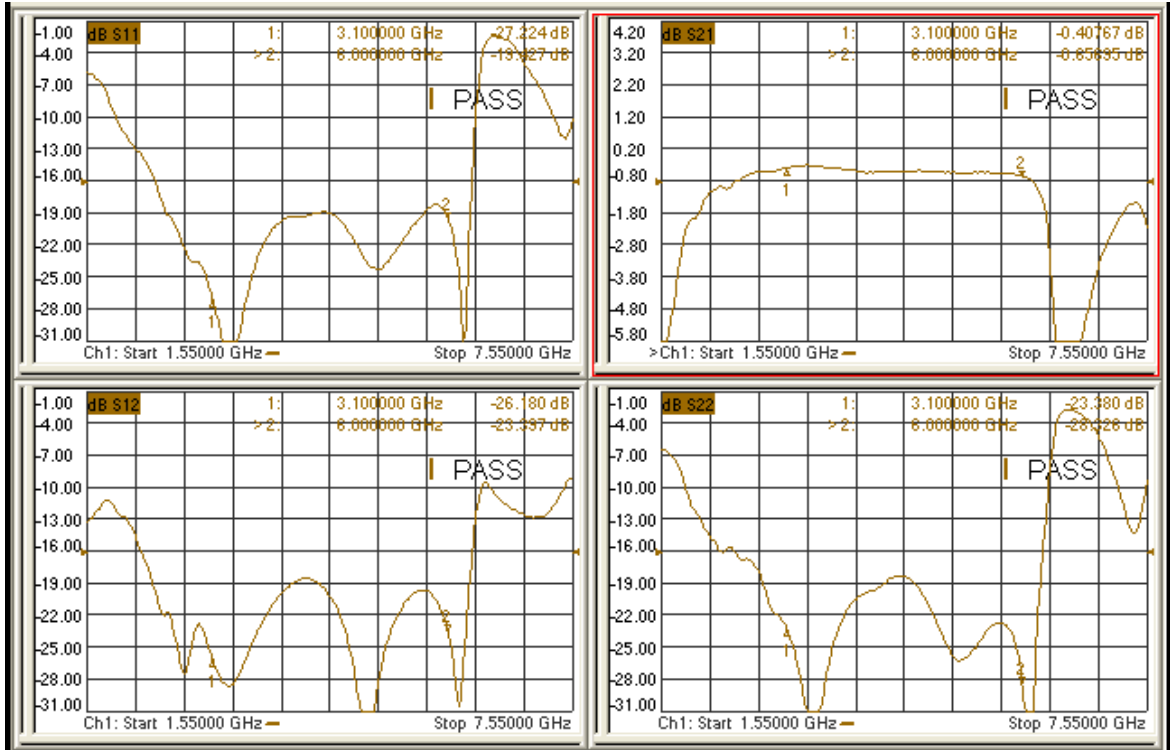 dB S11
1: 3.100000 GHz -27.224 dB
>2: 6.000000 GHz
PASS
-1.00
-4.00
-7.00
-10.00
-13.00
-16.00
-19.00
-22.00
-25.00
-28.00
-31.00
2
1
Ch1: Start 1.55000 GHz Stop 7.55000 GHz
dB S21
1: 3.100000 GHz -0.40767 dB
>2: 6.000000 GHz
PASS
4.20
3.20
2.20
1.20
0.20
-0.80
-1.80
-2.80
-3.80
-4.80
-5.80
2
1
>Ch1: Start 1.55000 GHz Stop 7.55000 GHz
dB S12
1: 3.100000 GHz -26.180 dB
>2: 6.000000 GHz
PASS
-1.00
-4.00
-7.00
-10.00
-13.00
-16.00
-19.00
-22.00
-25.00
-28.00
-31.00
2
1
Ch1: Start 1.55000 GHz Stop 7.55000 GHz
dB S22
1: 3.100000 GHz -23.380 dB
>2: 6.000000 GHz
PASS
-1.00
-4.00
-7.00
-10.00
-13.00
-16.00
-19.00
-22.00
-25.00
-28.00
-31.00
1
2
Ch1: Start 1.55000 GHz Stop 7.55000 GHz